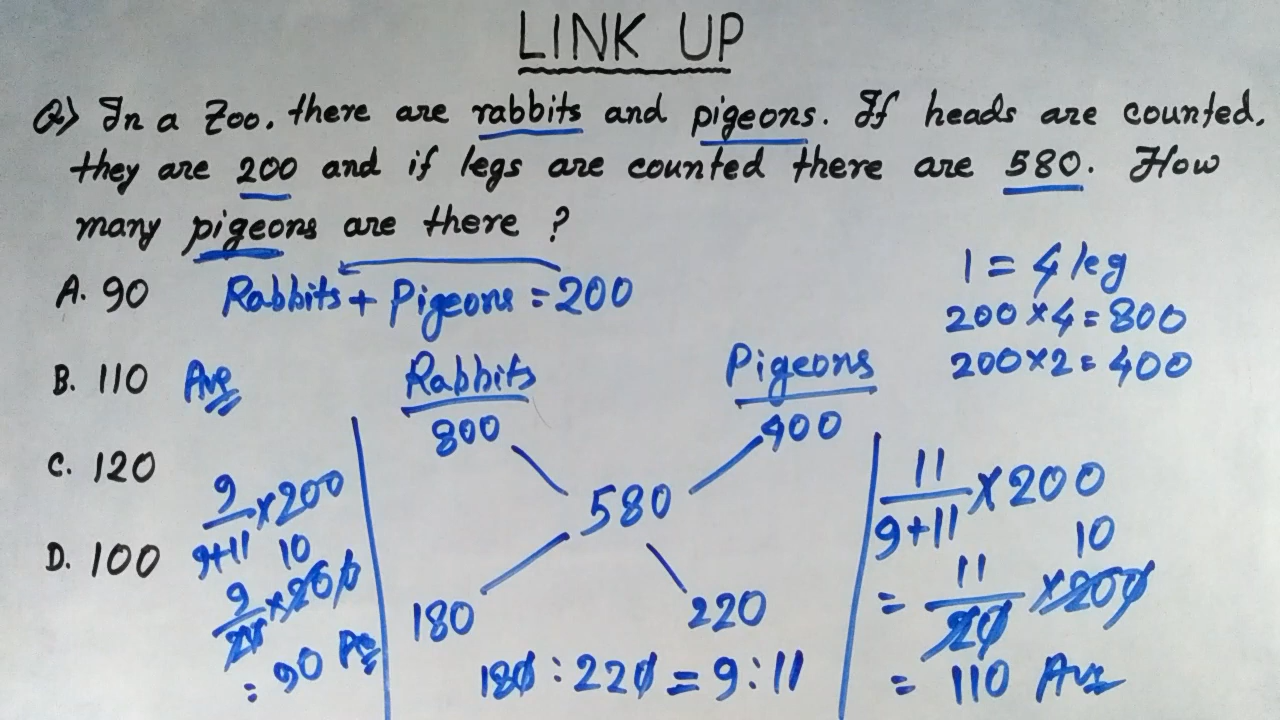 LINK UP
Q) In a Zoo, there are rabbits and pigeons. If heads are counted,
they are 200 and if legs are counted there are 580. How
many pigeons are there ?
A. 90
B. 110 Ans
C. 120
D. 100
Rabbits + Pigeons = 200
1 = 4 leg
200 × 4 = 800
200 × 2 = 400
Rabbits
800
Pigeons
400
580
180
220
180 : 220 = 9 : 11
9
9+11
× 200
10
9
20
× 200
= 90
11
9+11
× 200
10
= 11
20
× 200
= 110 Ans